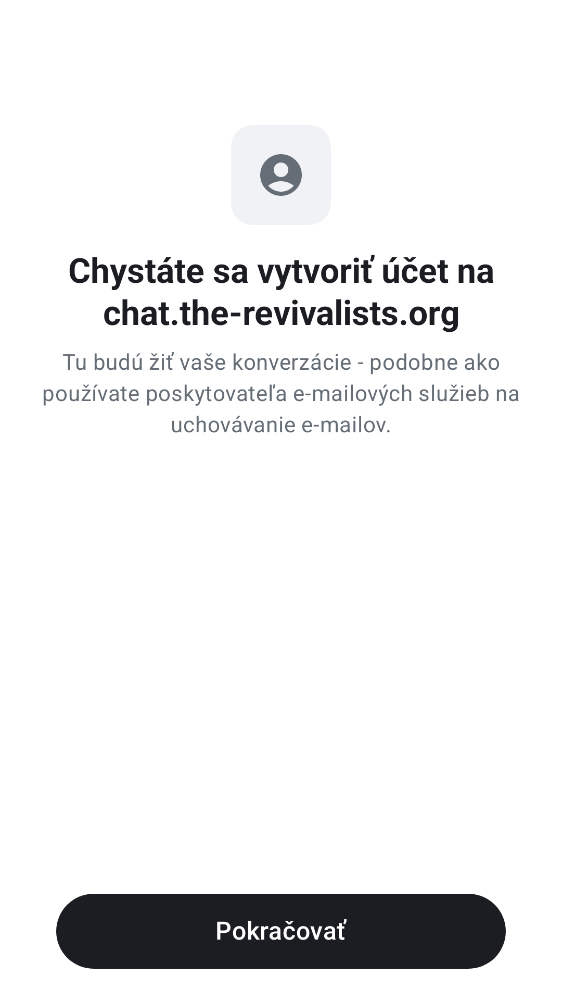 Chystáte sa vytvoriť účet na
chat.the-revivalists.org
Tu budú žiť vaše konverzácie - podobne ako
používate poskytovateľa e-mailových služieb na
uchovávanie e-mailov.
Pokračovať